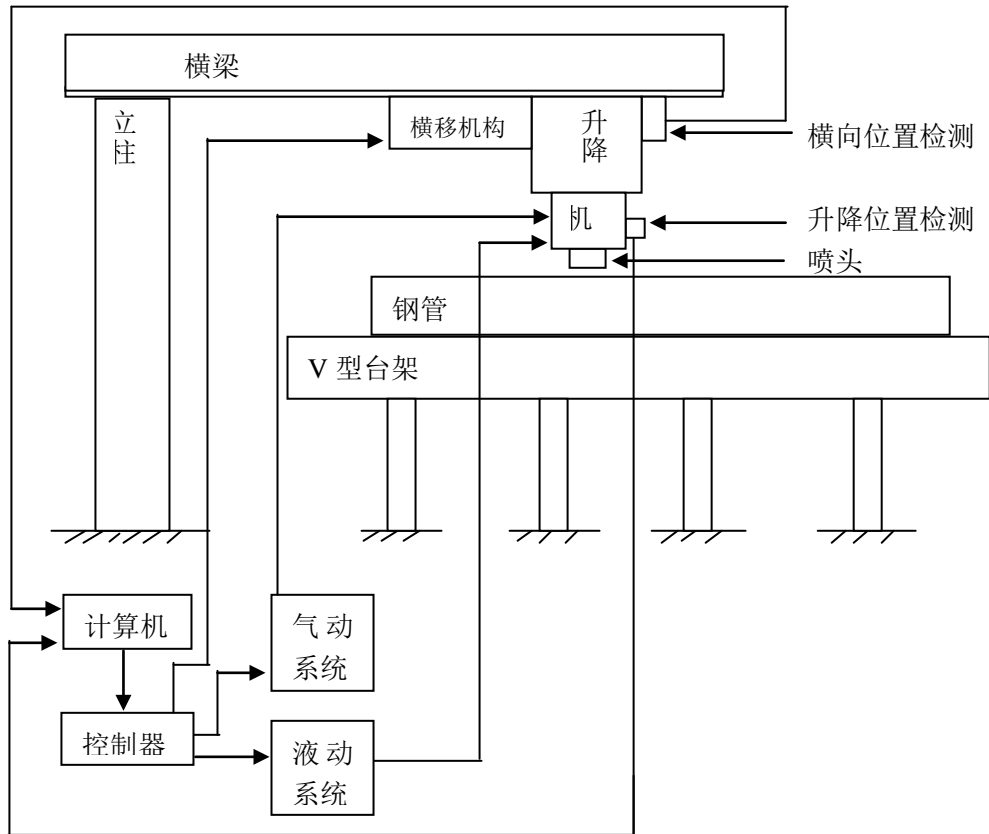 横梁
立
柱
横移机构
升
降
机
横向位置检测
升降位置检测
喷头
钢管
V 型台架
计算机
控制器
气动
系统
液动
系统